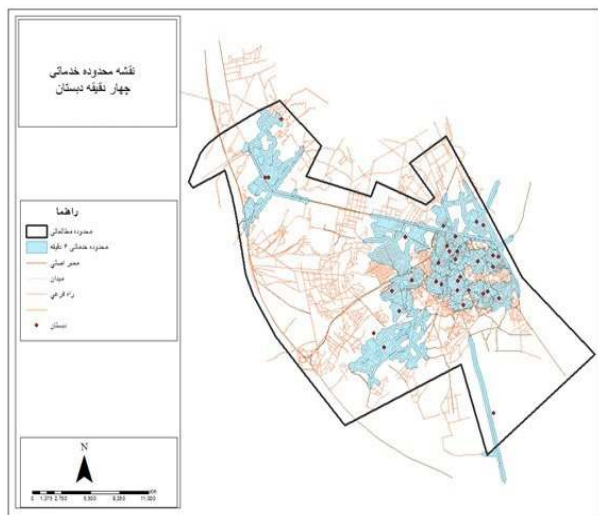 نقشه محدوده خدماتی
چهار دقیقه دبستان
راهنما
محدوده مطالعاتی
محدوده خدماتی ۴ دقیقه
معبر اصلی
میدان
راه فرعی
دبستان
N